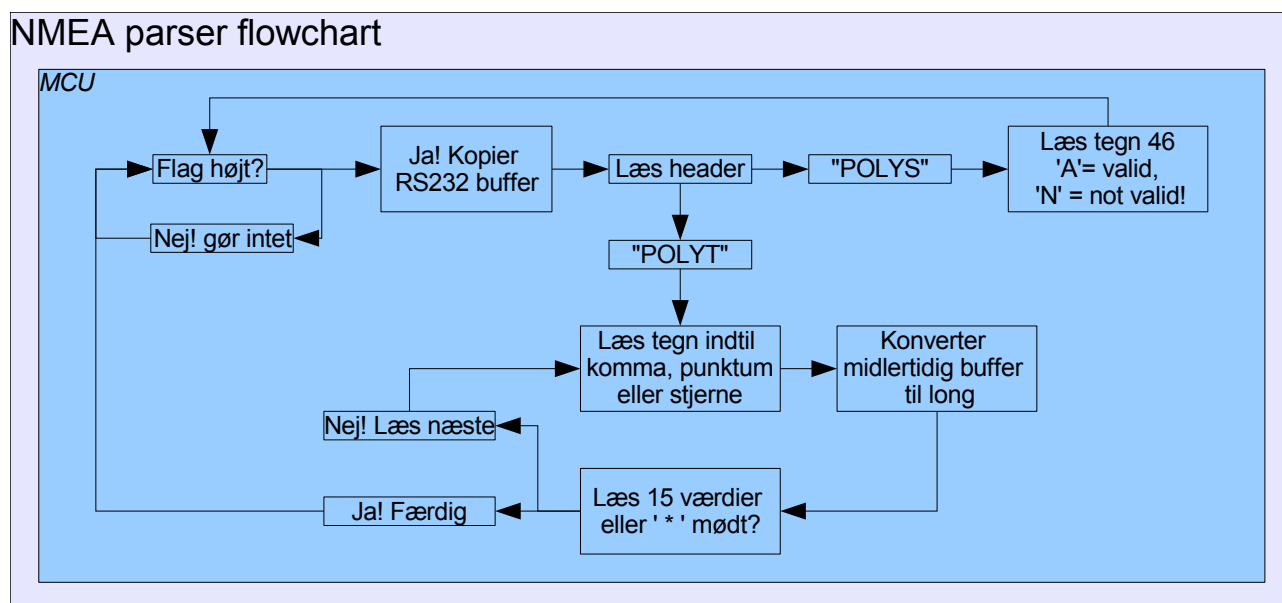 NMEA parser flowchart
MCU
Flag højt?
Ja! Kopier
RS232 buffer
Læs header
"POLYS"
Læs tegn 46
'A'= valid,
'N' = not valid!
Nej! gør intet
"POLYT"
Læs tegn indtil
komma, punktum
eller stjerne
Konverter
midlertidig buffer
til long
Nej! Læs næste
Læs 15 værdier
eller ' * ' mødt?
Ja! Færdig